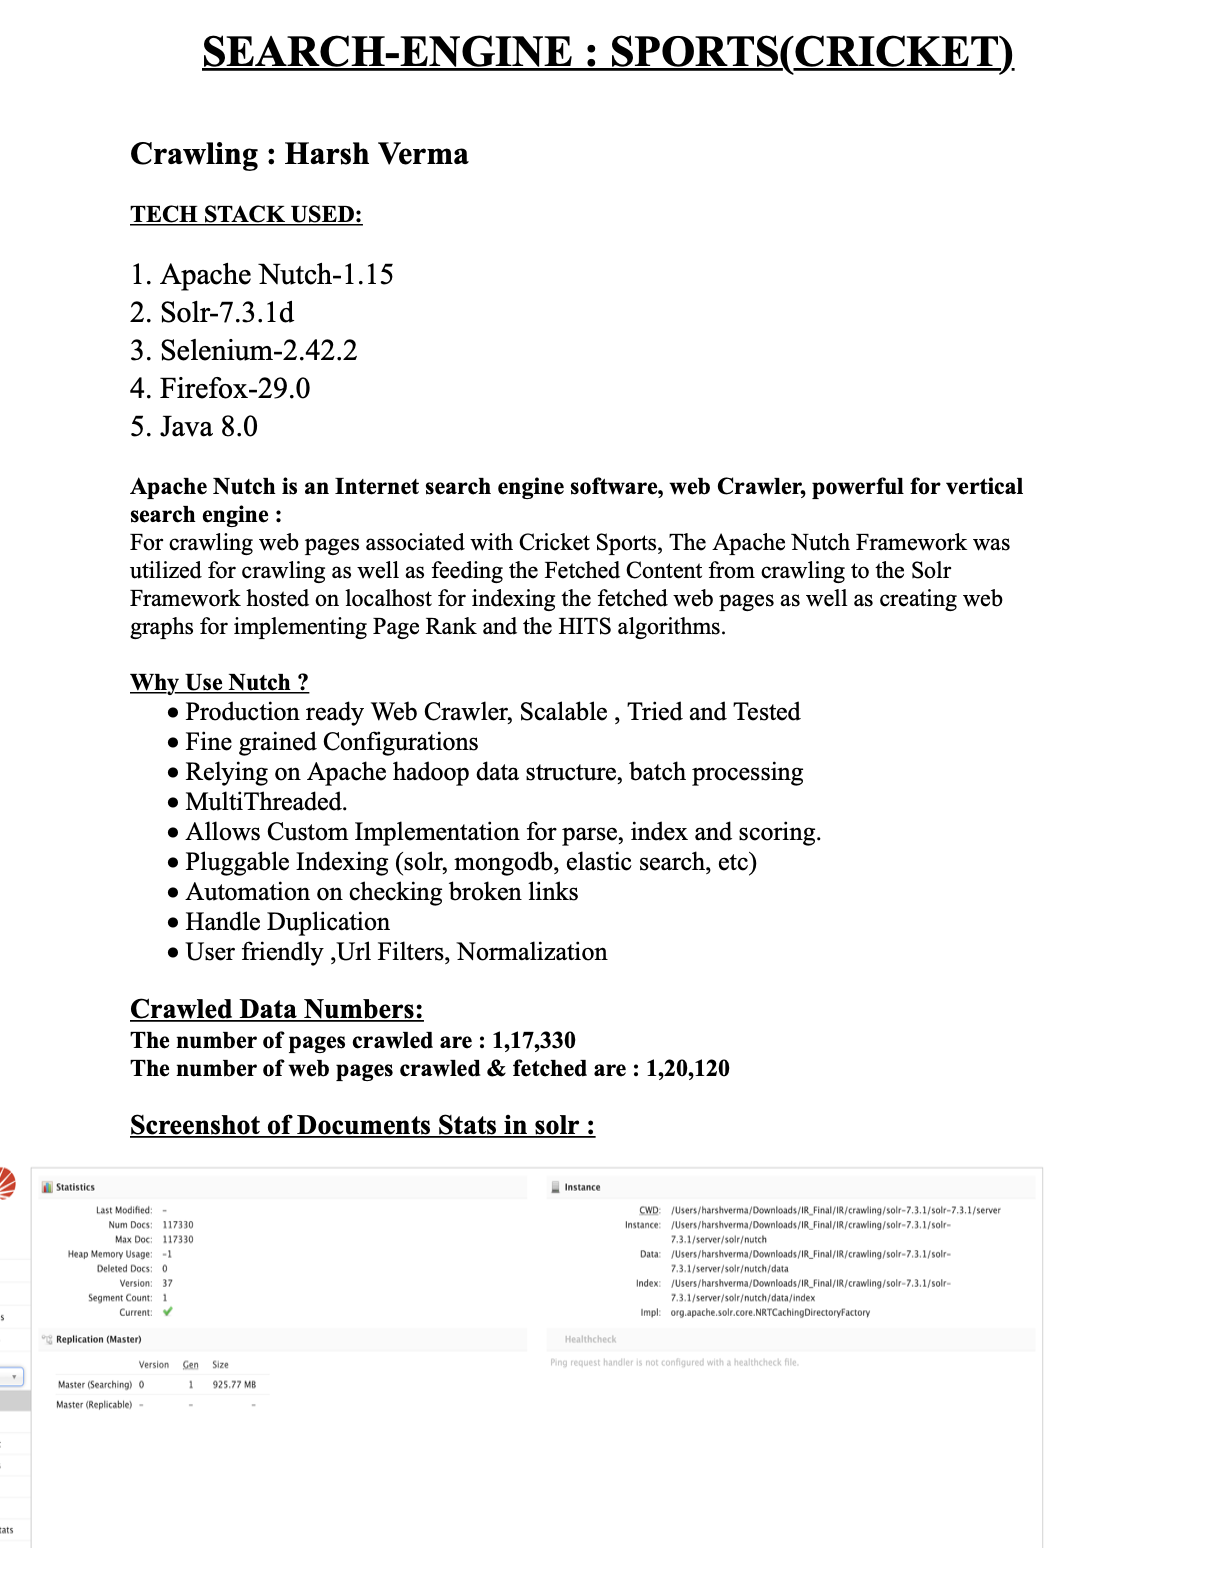 SEARCH-ENGINE : SPORTS(CRICKET)
Crawling : Harsh Verma
TECH STACK USED:
1. Apache Nutch-1.15
2. Solr-7.3.1d
3. Selenium-2.42.2
4. Firefox-29.0
5. Java 8.0
Apache Nutch is an Internet search engine software, web Crawler, powerful for vertical
search engine :
For crawling web pages associated with Cricket Sports, The Apache Nutch Framework was
utilized for crawling as well as feeding the Fetched Content from crawling to the Solr
Framework hosted on localhost for indexing the fetched web pages as well as creating web
graphs for implementing Page Rank and the HITS algorithms.
Why Use Nutch ?
• Production ready Web Crawler, Scalable , Tried and Tested
• Fine grained Configurations
• Relying on Apache hadoop data structure, batch processing
• MultiThreaded.
• Allows Custom Implementation for parse, index and scoring.
• Pluggable Indexing (solr, mongodb, elastic search, etc)
• Automation on checking broken links
• Handle Duplication
• User friendly ,Url Filters, Normalization
Crawled Data Numbers:
The number of pages crawled are : 1,17,330
The number of web pages crawled & fetched are : 1,20,120
Screenshot of Documents Stats in solr :
Statistics
Last Modified: -
Num Docs: 117330
Max Doc: 117330
Heap Memory Usage: -1
Deleted Docs: 0
Version: 37
Segment Count: 1
Current: ✔
Replication (Master)
Version Gen Size
Master (Searching) 0 1 925.77 MB
Master (Replicable) - - -
Instance
CWD: /Users/harshverma/Downloads/IR_Final/IR/crawling/solr-7.3.1/solr-7.3.1/server
Instance: /Users/harshverma/Downloads/IR_Final/IR/crawling/solr-7.3.1/solr-
7.3.1/server/solr/nutch
Data: /Users/harshverma/Downloads/IR_Final/IR/crawling/solr-7.3.1/solr-
7.3.1/server/solr/nutch/data
Index: /Users/harshverma/Downloads/IR_Final/IR/crawling/solr-7.3.1/solr-
7.3.1/server/solr/nutch/data/index
Impl: org.apache.solr.core.NRTCachingDirectoryFactory
Healthcheck
Ping request handler is not configured with a healthcheck file.